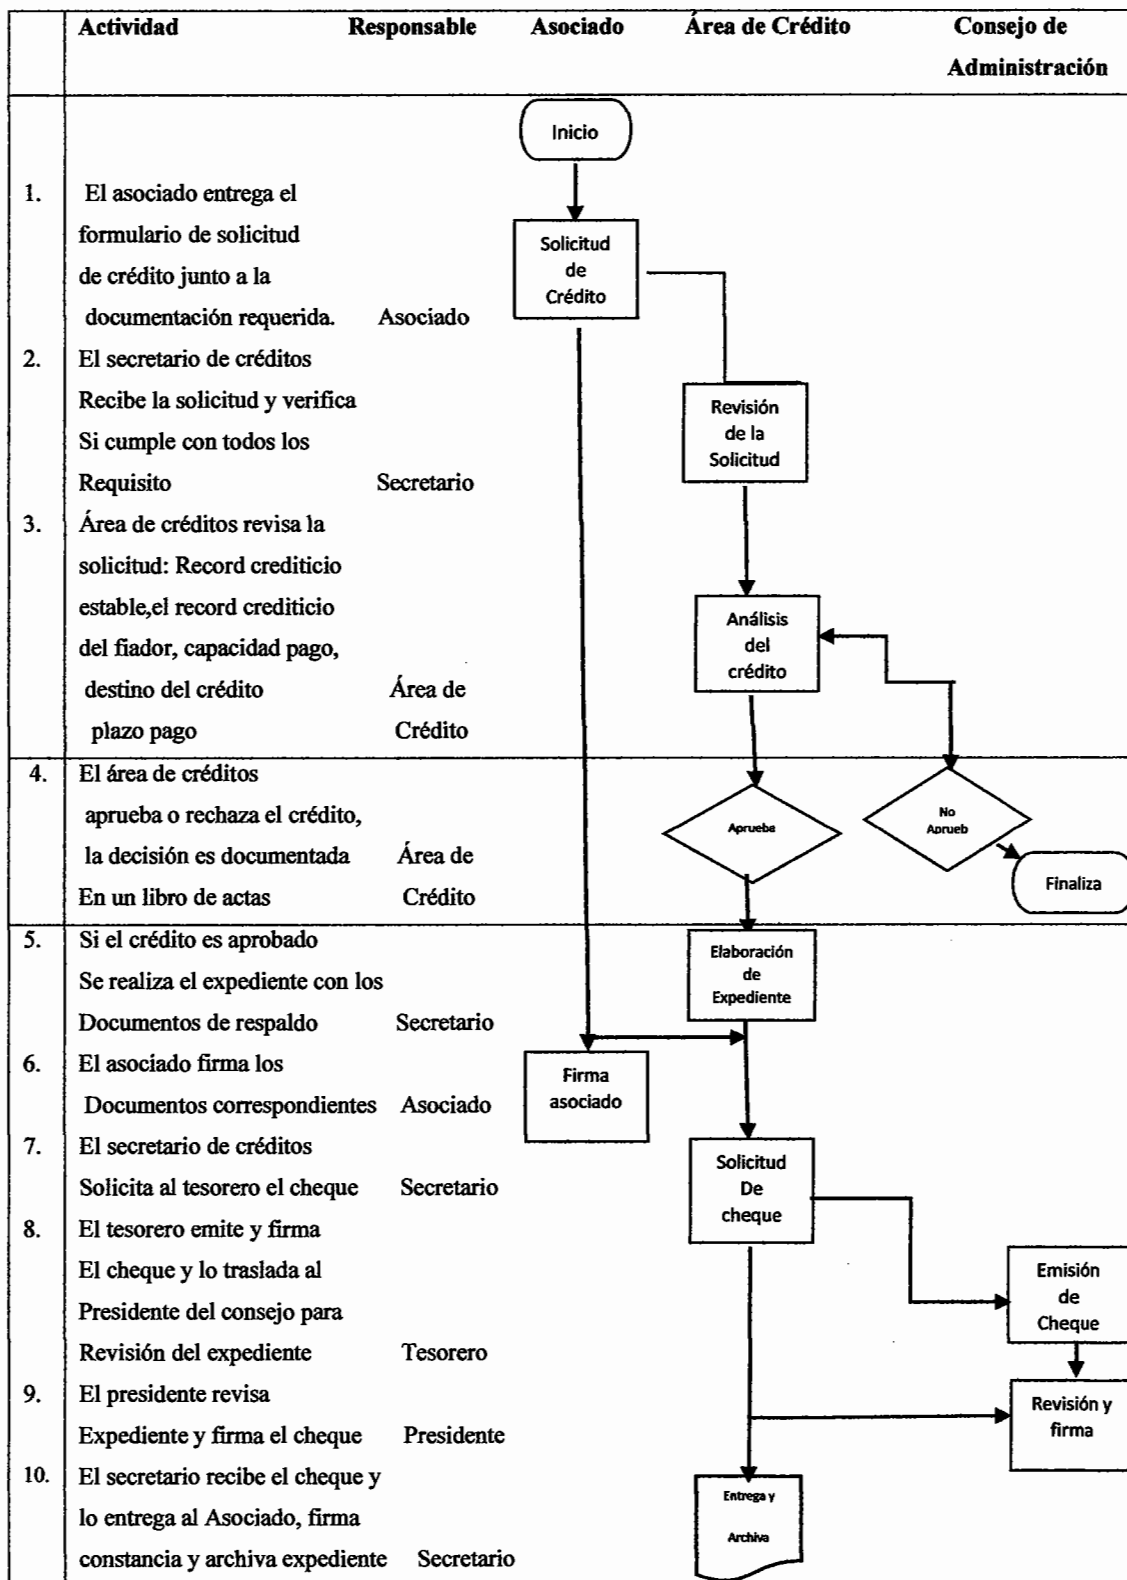 Actividad Responsable Asociado Área de Crédito Consejo de
Administración
Inicio
1. El asociado entrega el
formulario de solicitud
de crédito junto a la
documentación requerida. Asociado
Solicitud
de
Crédito
2. El secretario de créditos
Recibe la solicitud y verifica
Si cumple con todos los
Requisito Secretario
Revisión
de la
Solicitud
3. Área de créditos revisa la
solicitud: Record crediticio
estable,el record crediticio
del fiador, capacidad pago,
destino del crédito Área de
plazo pago Crédito
Análisis
del
crédito
4. El área de créditos
aprueba o rechaza el crédito,
la decisión es documentada Área de
En un libro de actas Crédito
Aprueba
No
Aprueb
Finaliza
5. Si el crédito es aprobado
Se realiza el expediente con los
Documentos de respaldo Secretario
Elaboración
de
Expediente
6. El asociado firma los
Documentos correspondientes Asociado
Firma
asociado
7. El secretario de créditos
Solicita al tesorero el cheque Secretario
Solicitud
De
cheque
8. El tesorero emite y firma
El cheque y lo traslada al
Presidente del consejo para
Revisión del expediente Tesorero
Emisión
de
Cheque
9. El presidente revisa
Expediente y firma el cheque Presidente
Revisión y
firma
10. El secretario recibe el cheque y
lo entrega al Asociado, firma
constancia y archiva expediente Secretario
Entrega y
Archiva